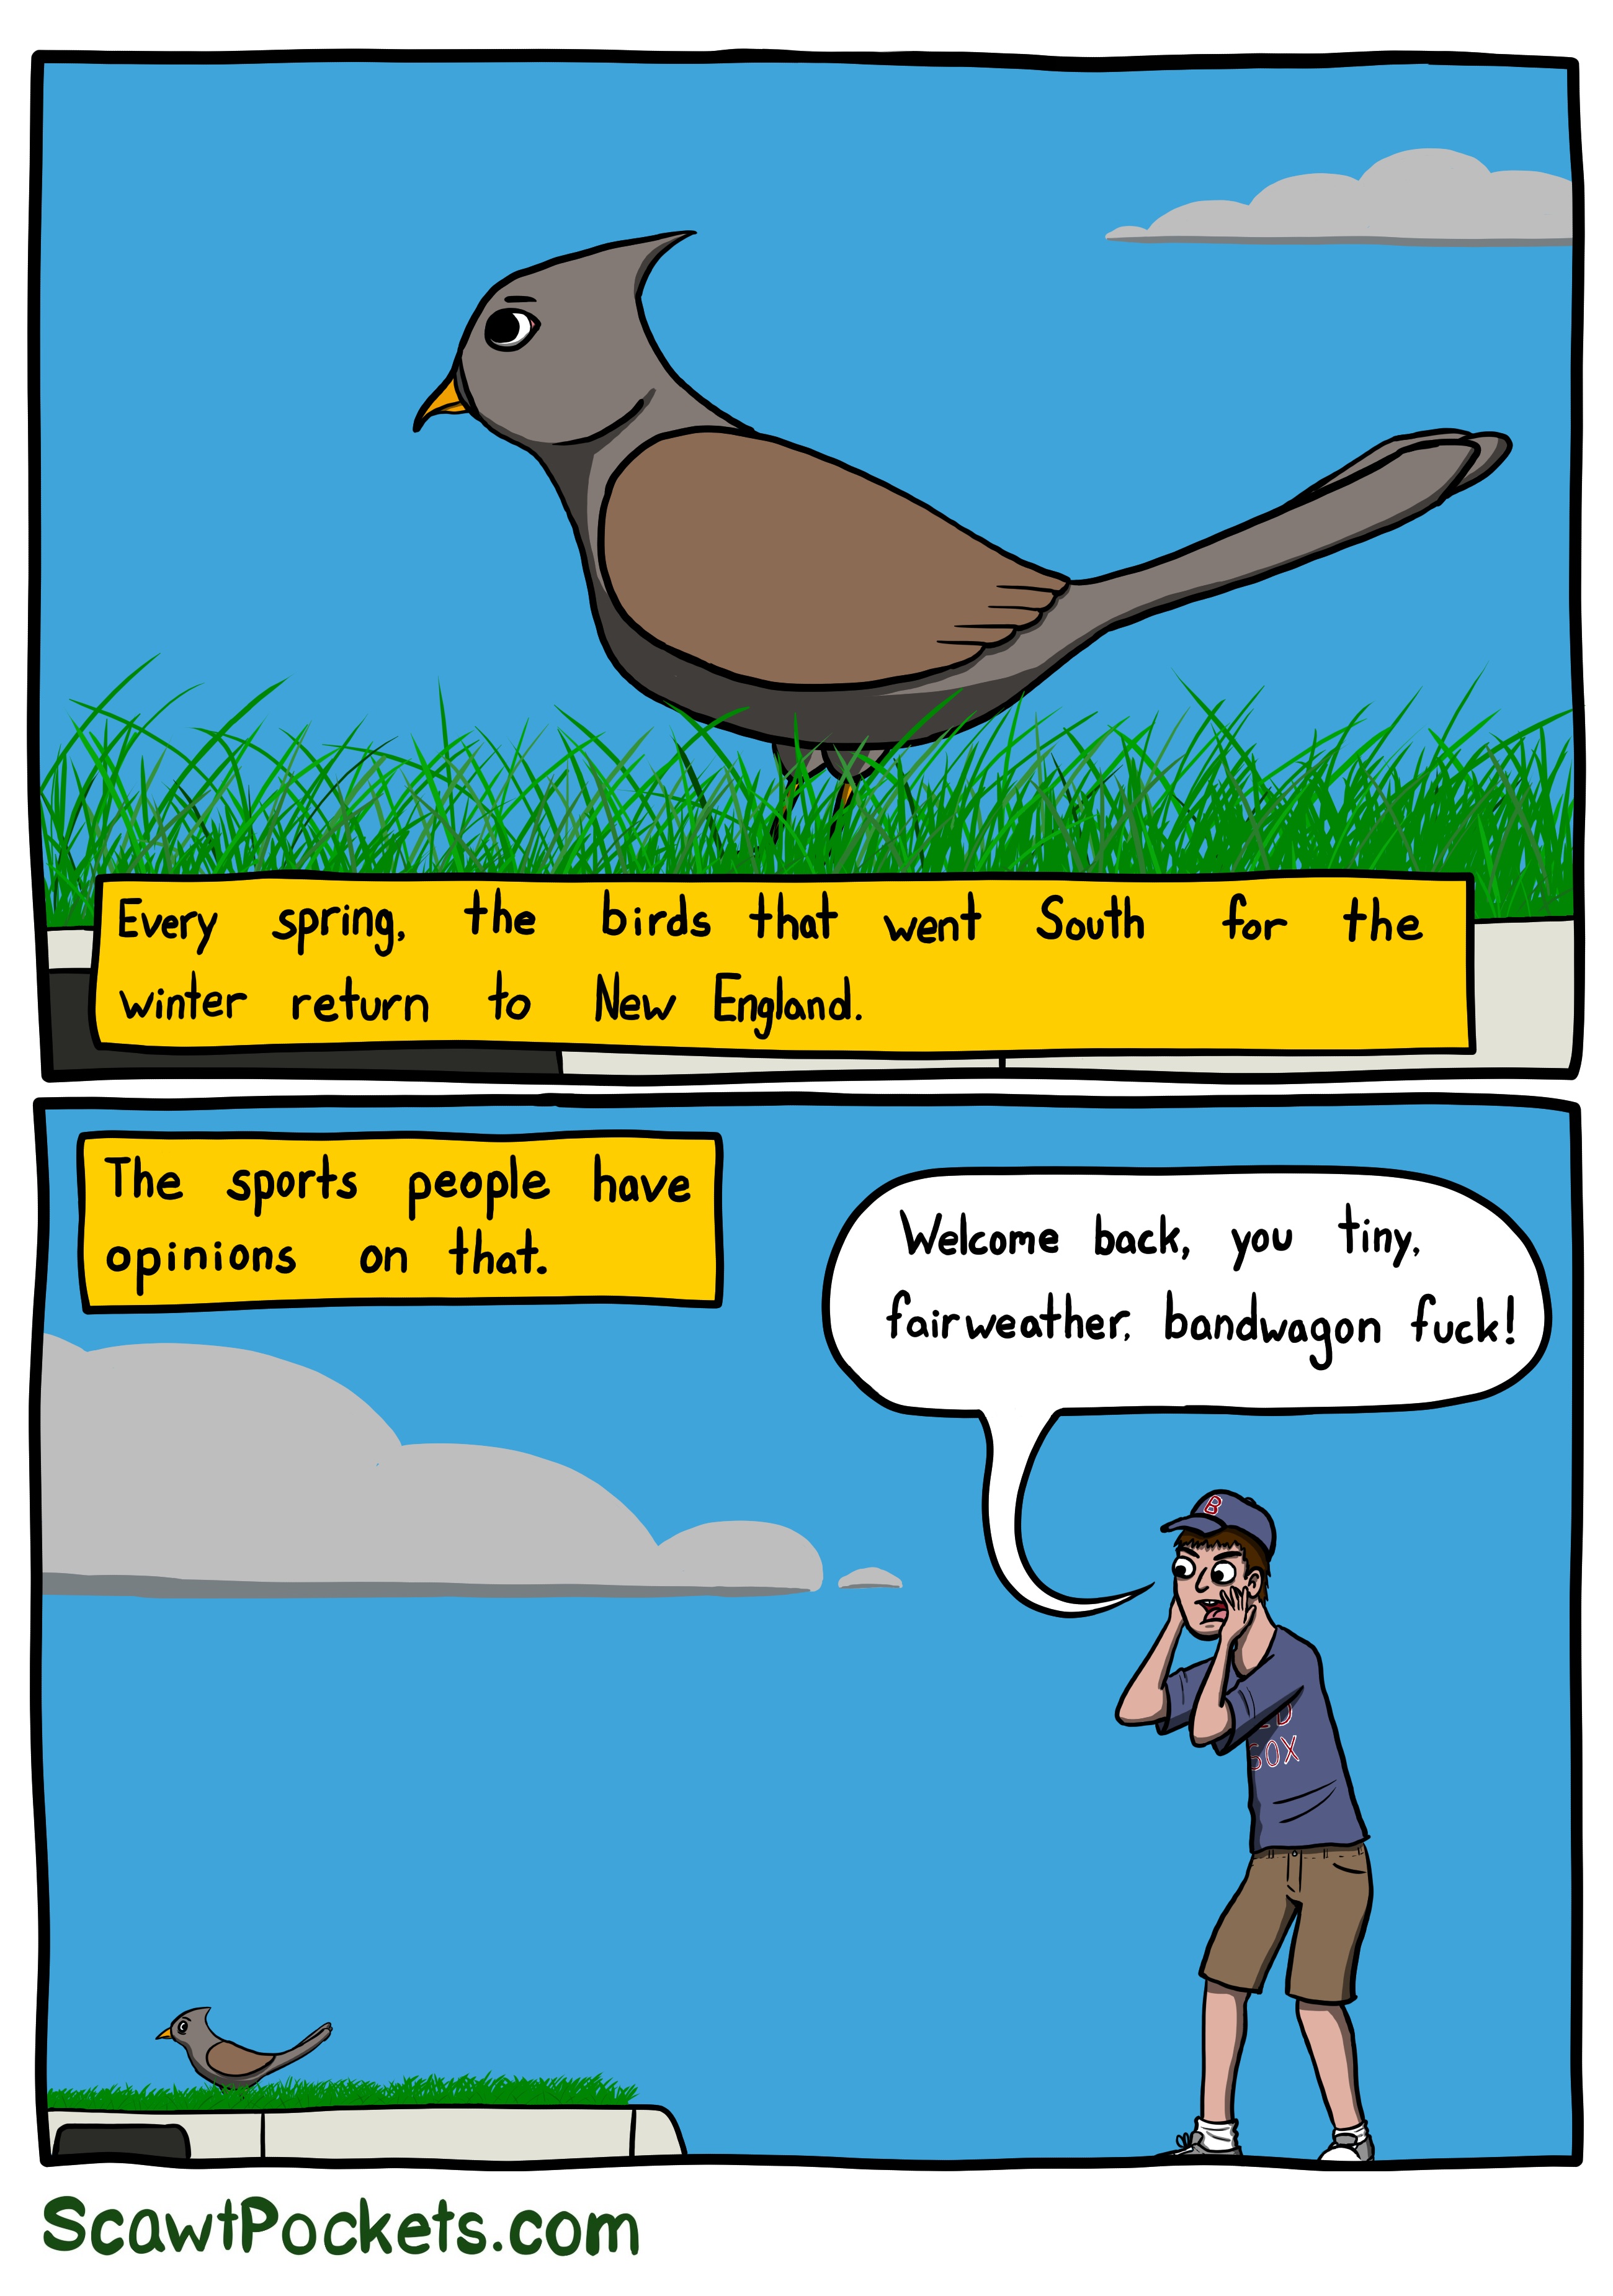 Every spring, the birds that went South for the
winter return to New England.
The sports people have
opinions on that.
Welcome back, you tiny,
fairweather, bandwagon fuck!
B
ED
SOX
ScawtPockets.com